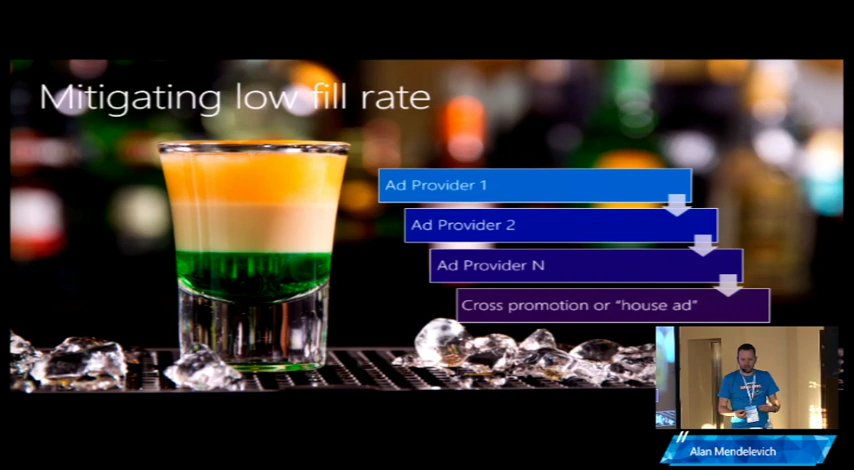 Mitigating low fill rate
Ad Provider 1
Ad Provider 2
Ad Provider N
Cross promotion or "house ad"
Alan Mendelevich